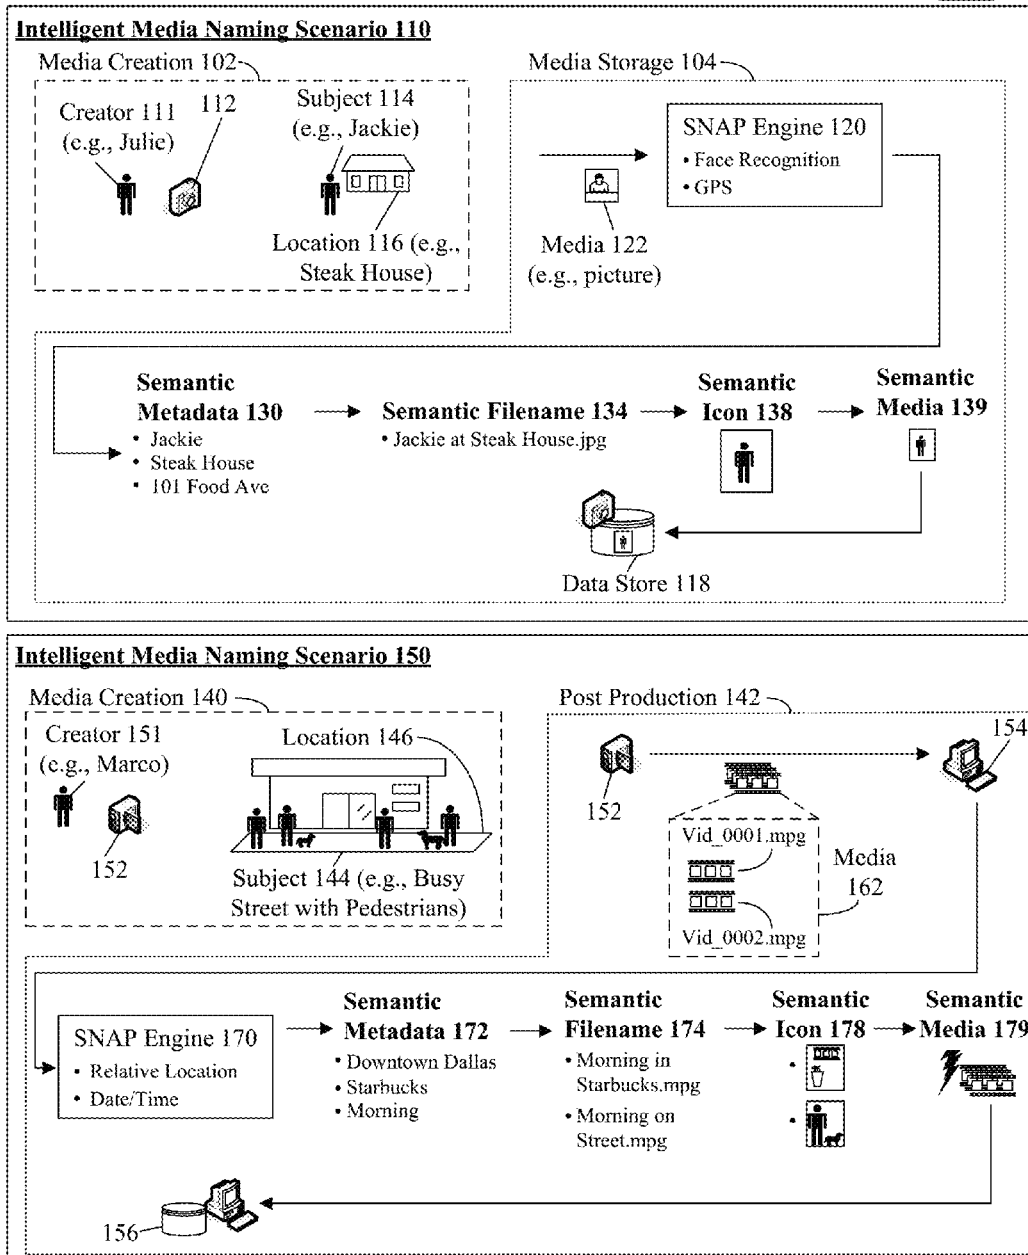 Intelligent Media Naming Scenario 110
Media Creation 102
Media Storage 104
Creator 111
(e.g., Julie)
112
Subject 114
(e.g., Jackie)
Location 116 (e.g.,
Steak House)
SNAP Engine 120
• Face Recognition
• GPS
Media 122
(e.g., picture)
Semantic
Metadata 130
• Jackie
• Steak House
• 101 Food Ave
Semantic Filename 134
• Jackie at Steak House.jpg
Semantic
Icon 138
Semantic
Media 139
Data Store 118
Intelligent Media Naming Scenario 150
Media Creation 140
Post Production 142
Creator 151
(e.g., Marco)
152
Location 146
Subject 144 (e.g., Busy
Street with Pedestrians)
152
154
Vid_0001.mpg
Vid_0002.mpg
Media
162
SNAP Engine 170
• Relative Location
• Date/Time
Semantic
Metadata 172
• Downtown Dallas
• Starbucks
• Morning
Semantic
Filename 174
• Morning in
Starbucks.mpg
• Morning on
Street.mpg
Semantic
Icon 178
•
•
Semantic
Media 179
156